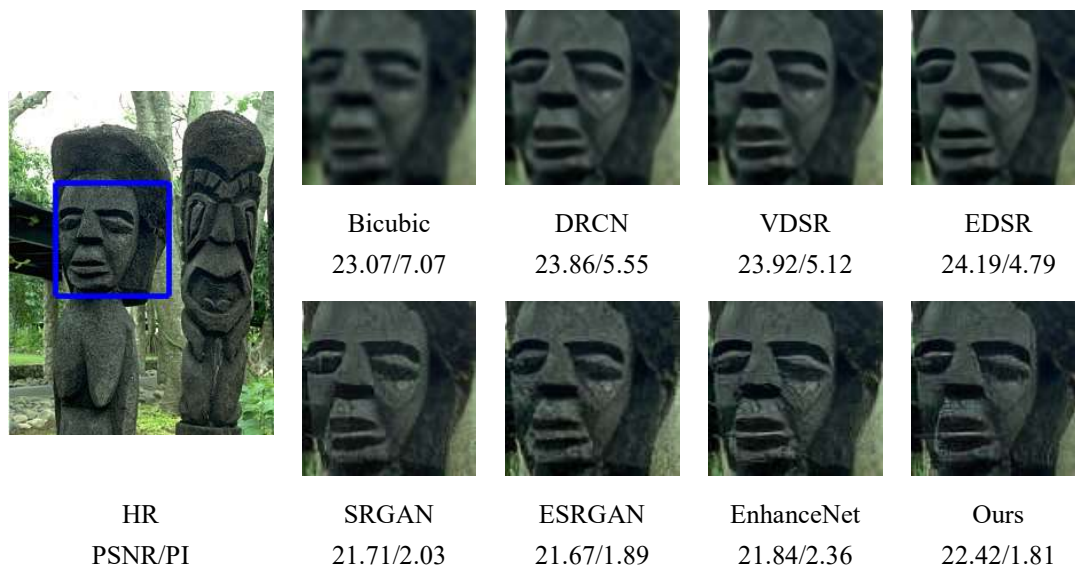 Bicubic DRCN VDSR EDSR
23.07/7.07 23.86/5.55 23.92/5.12 24.19/4.79
HR SRGAN ESRGAN EnhanceNet Ours
PSNR/PI 21.71/2.03 21.67/1.89 21.84/2.36 22.42/1.81